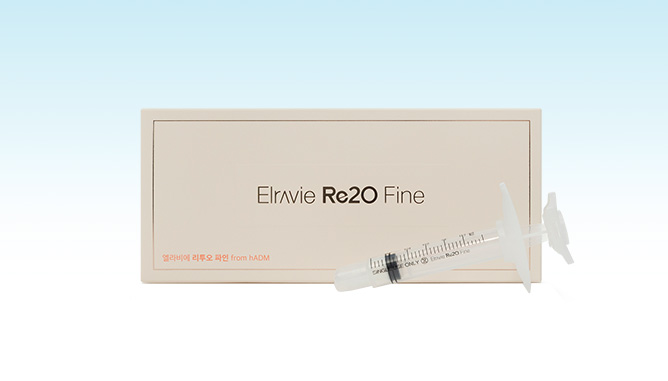 Elravie Re2O Fine
엘라비에 리투오 파인 from hADM
SINGLE USE ONLY Elravie Re2O Fine